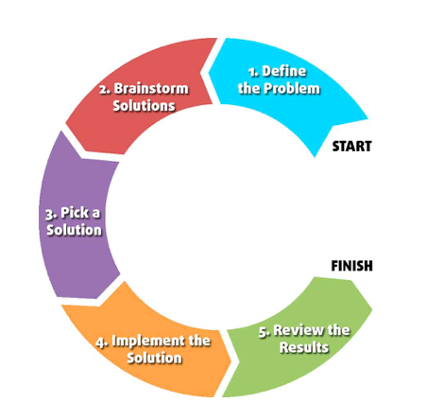 START
1. Define
the Problem
2. Brainstorm
Solutions
3. Pick a
Solution
4. Implement the
Solution
5. Review the
Results
FINISH